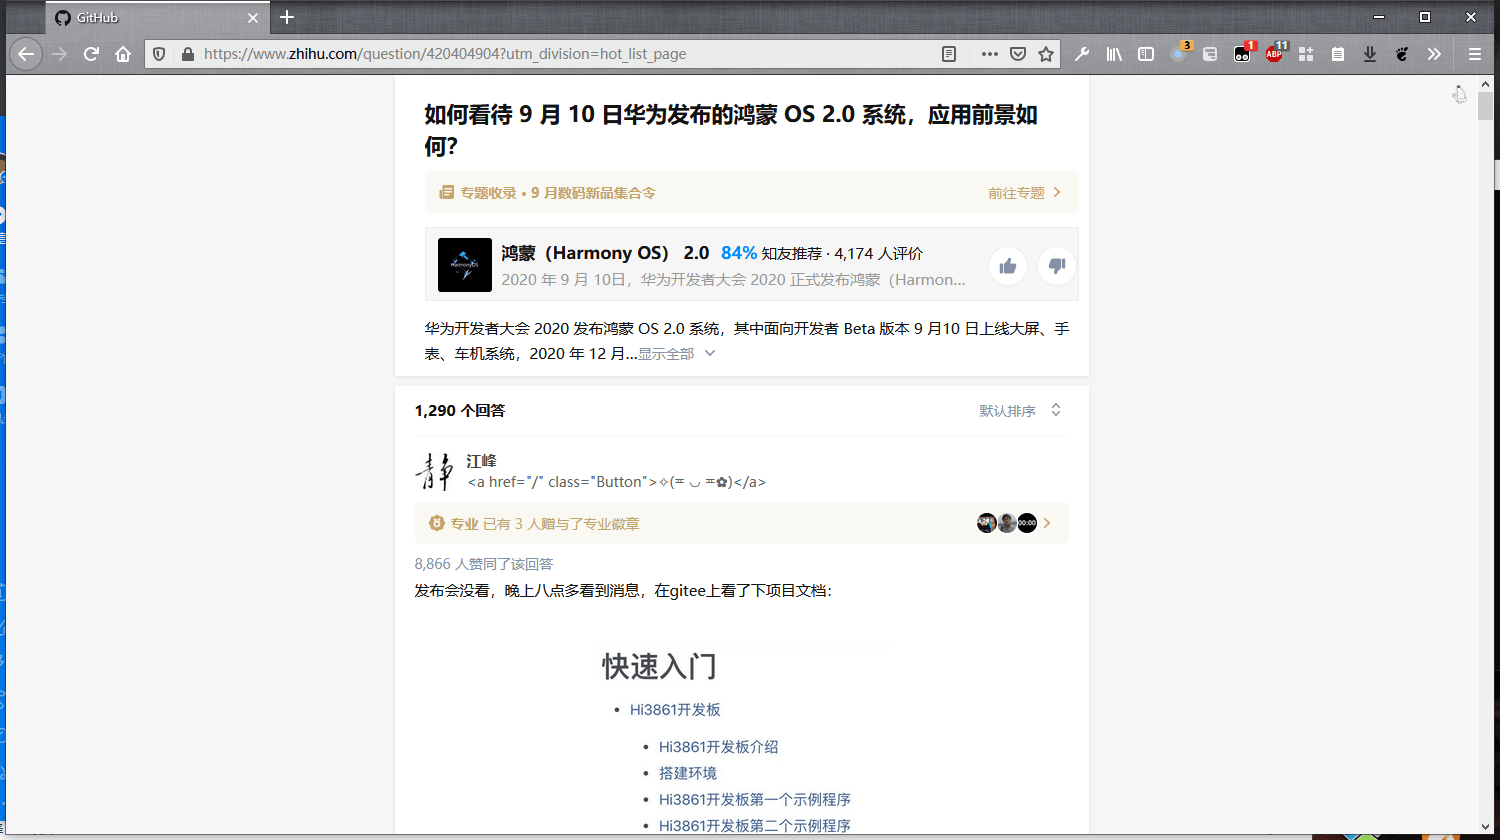 GitHub
https://www.zhihu.com/question/420404904?utm_division=hot_list_page
3
1
ABP
11
如何看待 9 月 10 日华为发布的鸿蒙 OS 2.0 系统，应用前景如
何？
专题收录 • 9 月数码新品集合令
前往专题
HarmonyOS
鸿蒙（Harmony OS） 2.0 84% 知友推荐 · 4,174 人评价
2020 年 9 月 10日，华为开发者大会 2020 正式发布鸿蒙（Harmon...
华为开发者大会 2020 发布鸿蒙 OS 2.0 系统，其中面向开发者 Beta 版本 9 月10 日上线大屏、手
表、车机系统，2020 年 12 月...显示全部
1,290 个回答
默认排序
静
江峰
<a href="/" class="Button">✧(≖ ◡ ≖✿)</a>
专业 已有 3 人赠与了专业徽章
00:00
8,866 人赞同了该回答
发布会没看，晚上八点多看到消息，在gitee上看了下项目文档：
快速入门
• Hi3861开发板
• Hi3861开发板介绍
• 搭建环境
• Hi3861开发板第一个示例程序
• Hi3861开发板第二个示例程序